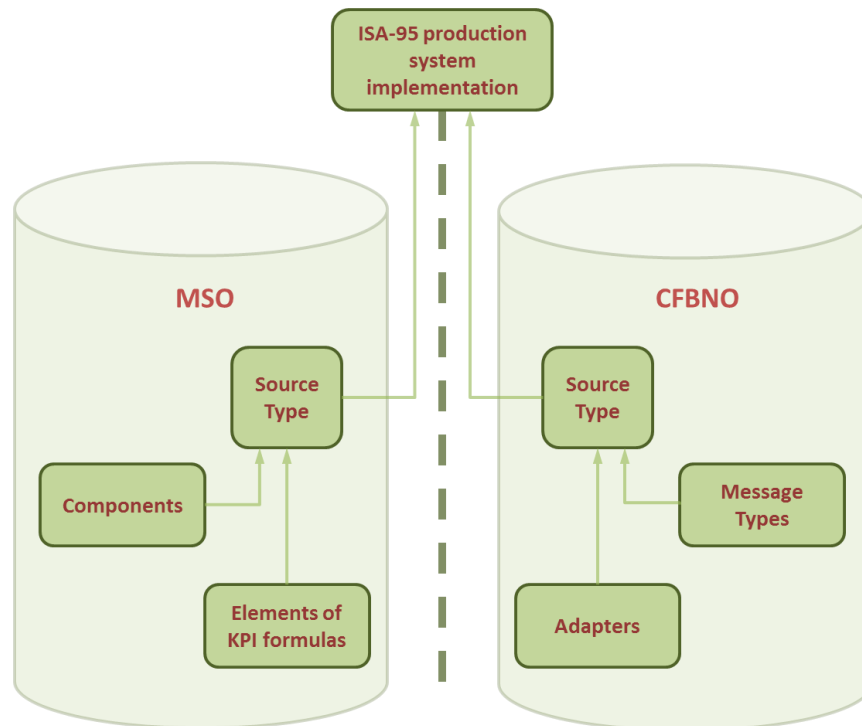 ISA-95 production
system
implementation
MSO
CFBNO
Source
Type
Source
Type
Components
Message
Types
Elements of
KPI formulas
Adapters